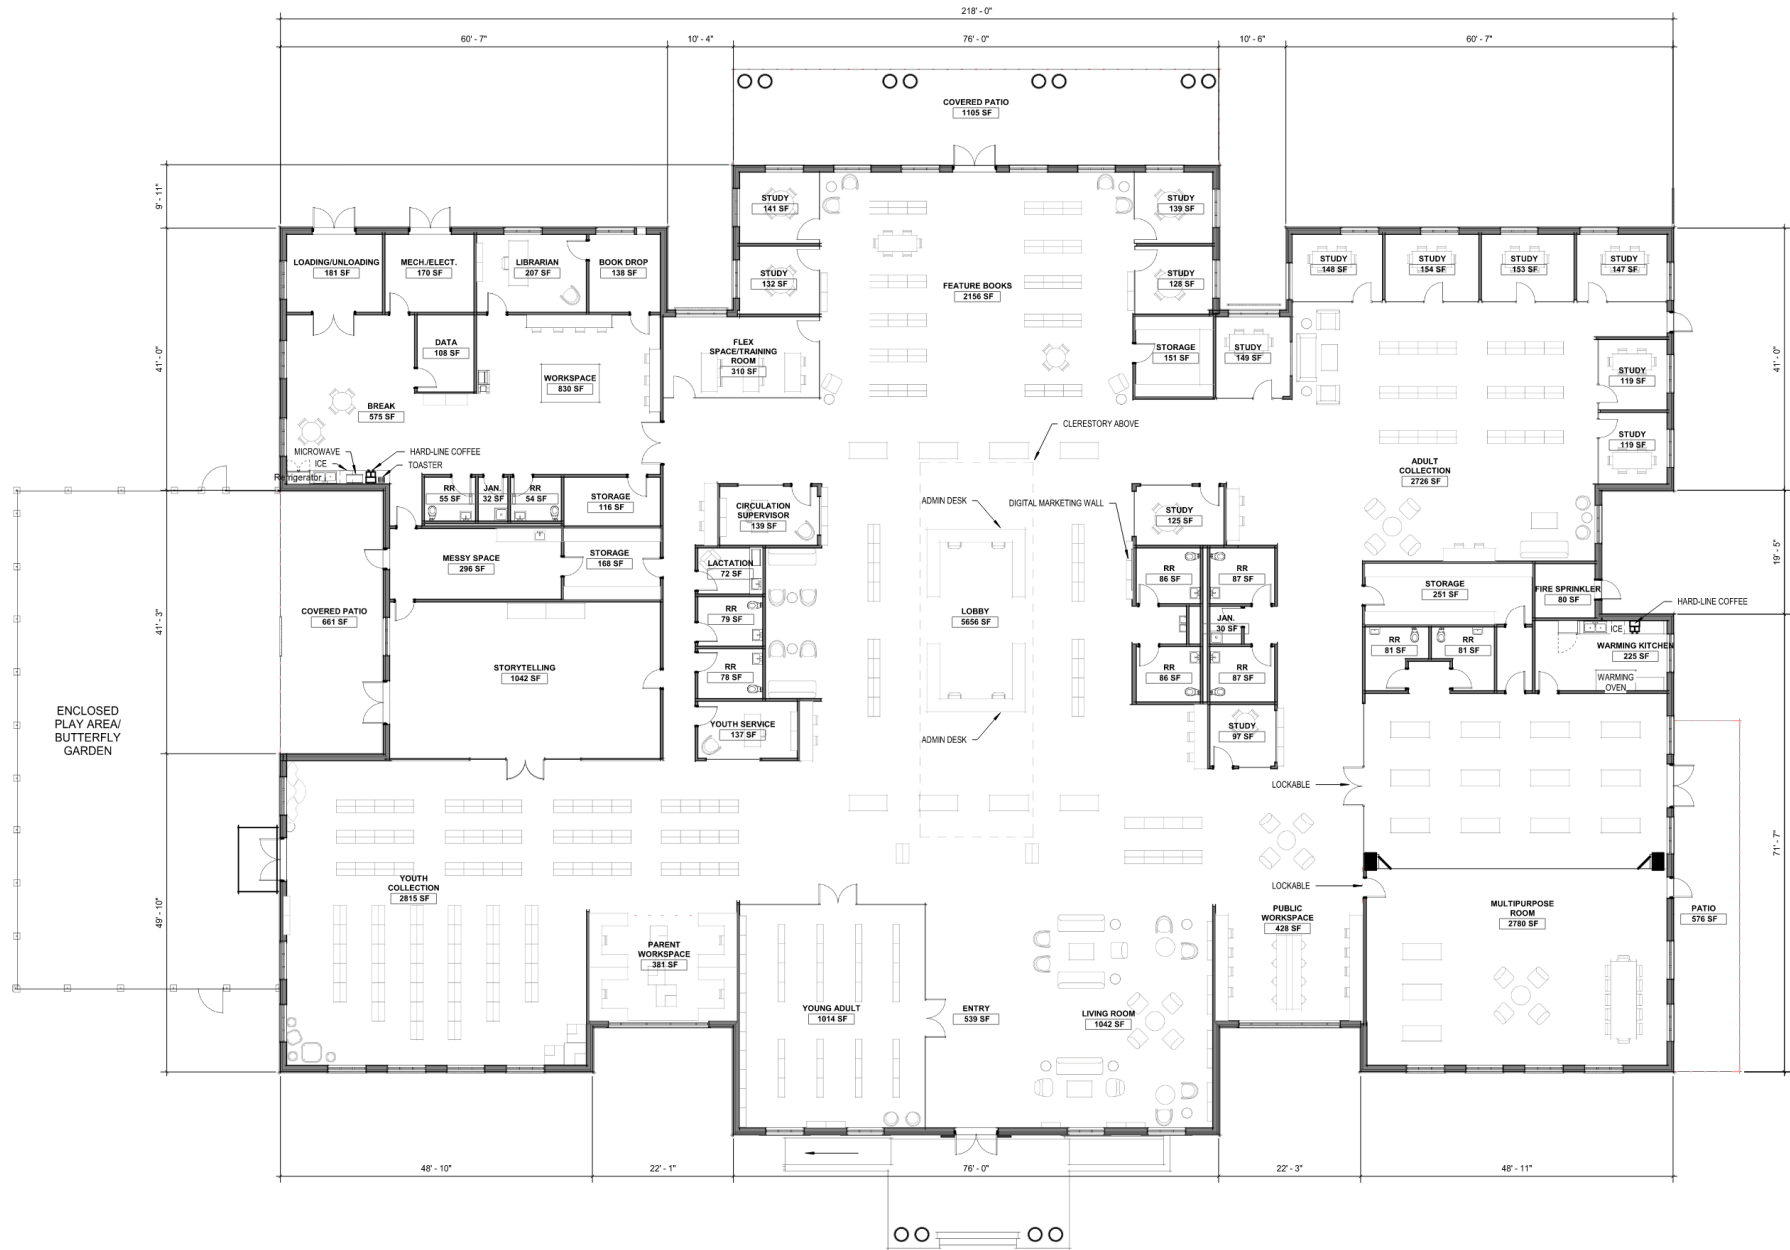 218' - 0"
60' - 7"
10' - 4"
76' - 0"
10' - 6"
60' - 7"
COVERED PATIO
1105 SF
9' - 11"
STUDY
141 SF
STUDY
139 SF
LOADING/UNLOADING
181 SF
MECH./ELECT.
170 SF
LIBRARIAN
207 SF
BOOK DROP
138 SF
STUDY
132 SF
FEATURE BOOKS
2156 SF
STUDY
128 SF
STUDY
148 SF
STUDY
154 SF
STUDY
153 SF
STUDY
147 SF
41' - 0"
DATA
108 SF
FLEX
SPACE/TRAINING
ROOM
310 SF
STORAGE
151 SF
STUDY
149 SF
41' - 0"
WORKSPACE
830 SF
STUDY
119 SF
BREAK
575 SF
CLERESTORY ABOVE
STUDY
119 SF
MICROWAVE
HARD-LINE COFFEE
ICE
TOASTER
Refrigerator
ADULT
COLLECTION
2726 SF
RR
55 SF
JAN.
32 SF
RR
54 SF
STORAGE
116 SF
ADMIN DESK
DIGITAL MARKETING WALL
CIRCULATION
SUPERVISOR
139 SF
STUDY
125 SF
MESSY SPACE
296 SF
STORAGE
168 SF
LACTATION
72 SF
RR
86 SF
RR
87 SF
19' - 5"
STORAGE
251 SF
FIRE SPRINKLER
80 SF
HARD-LINE COFFEE
COVERED PATIO
661 SF
41' - 3"
RR
79 SF
LOBBY
5656 SF
JAN.
30 SF
ICE
RR
81 SF
RR
81 SF
WARMING KITCHEN
225 SF
WARMING
OVEN
STORYTELLING
1042 SF
RR
78 SF
RR
86 SF
RR
87 SF
ENCLOSED
PLAY AREA/
BUTTERFLY
GARDEN
YOUTH SERVICE
137 SF
ADMIN DESK
STUDY
97 SF
LOCKABLE
71' - 7"
YOUTH
COLLECTION
2815 SF
LOCKABLE
49' - 10"
PUBLIC
WORKSPACE
428 SF
MULTIPURPOSE
ROOM
2780 SF
PATIO
576 SF
PARENT
WORKSPACE
381 SF
YOUNG ADULT
1014 SF
ENTRY
539 SF
LIVING ROOM
1042 SF
48' - 10"
22' - 1"
76' - 0"
22' - 3"
48' - 11"